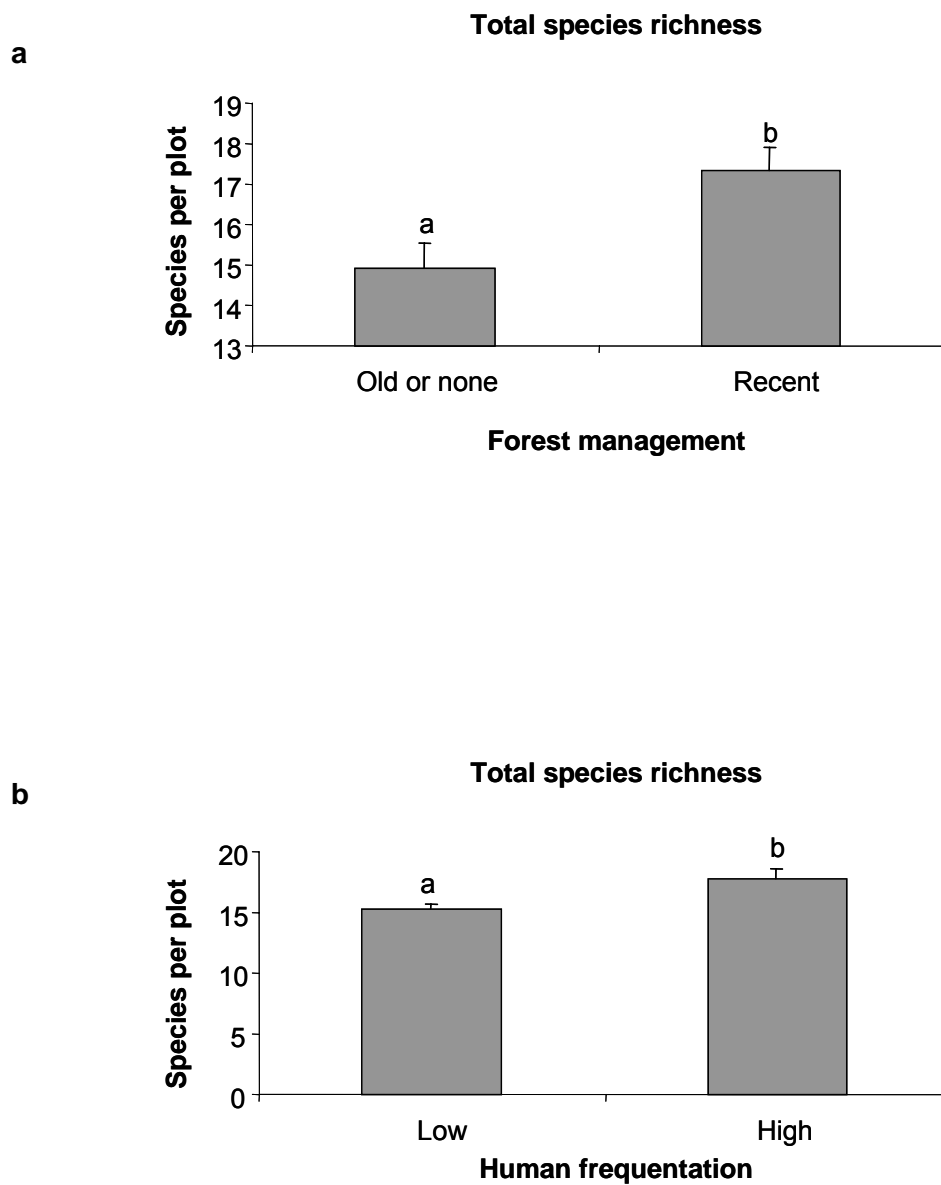 Total species richness
a
19
18
17
16
15
14
13
Species per plot
a
b
Old or none Recent
Forest management
Total species richness
b
20
15
10
5
0
Species per plot
a
b
Low High
Human frequentation